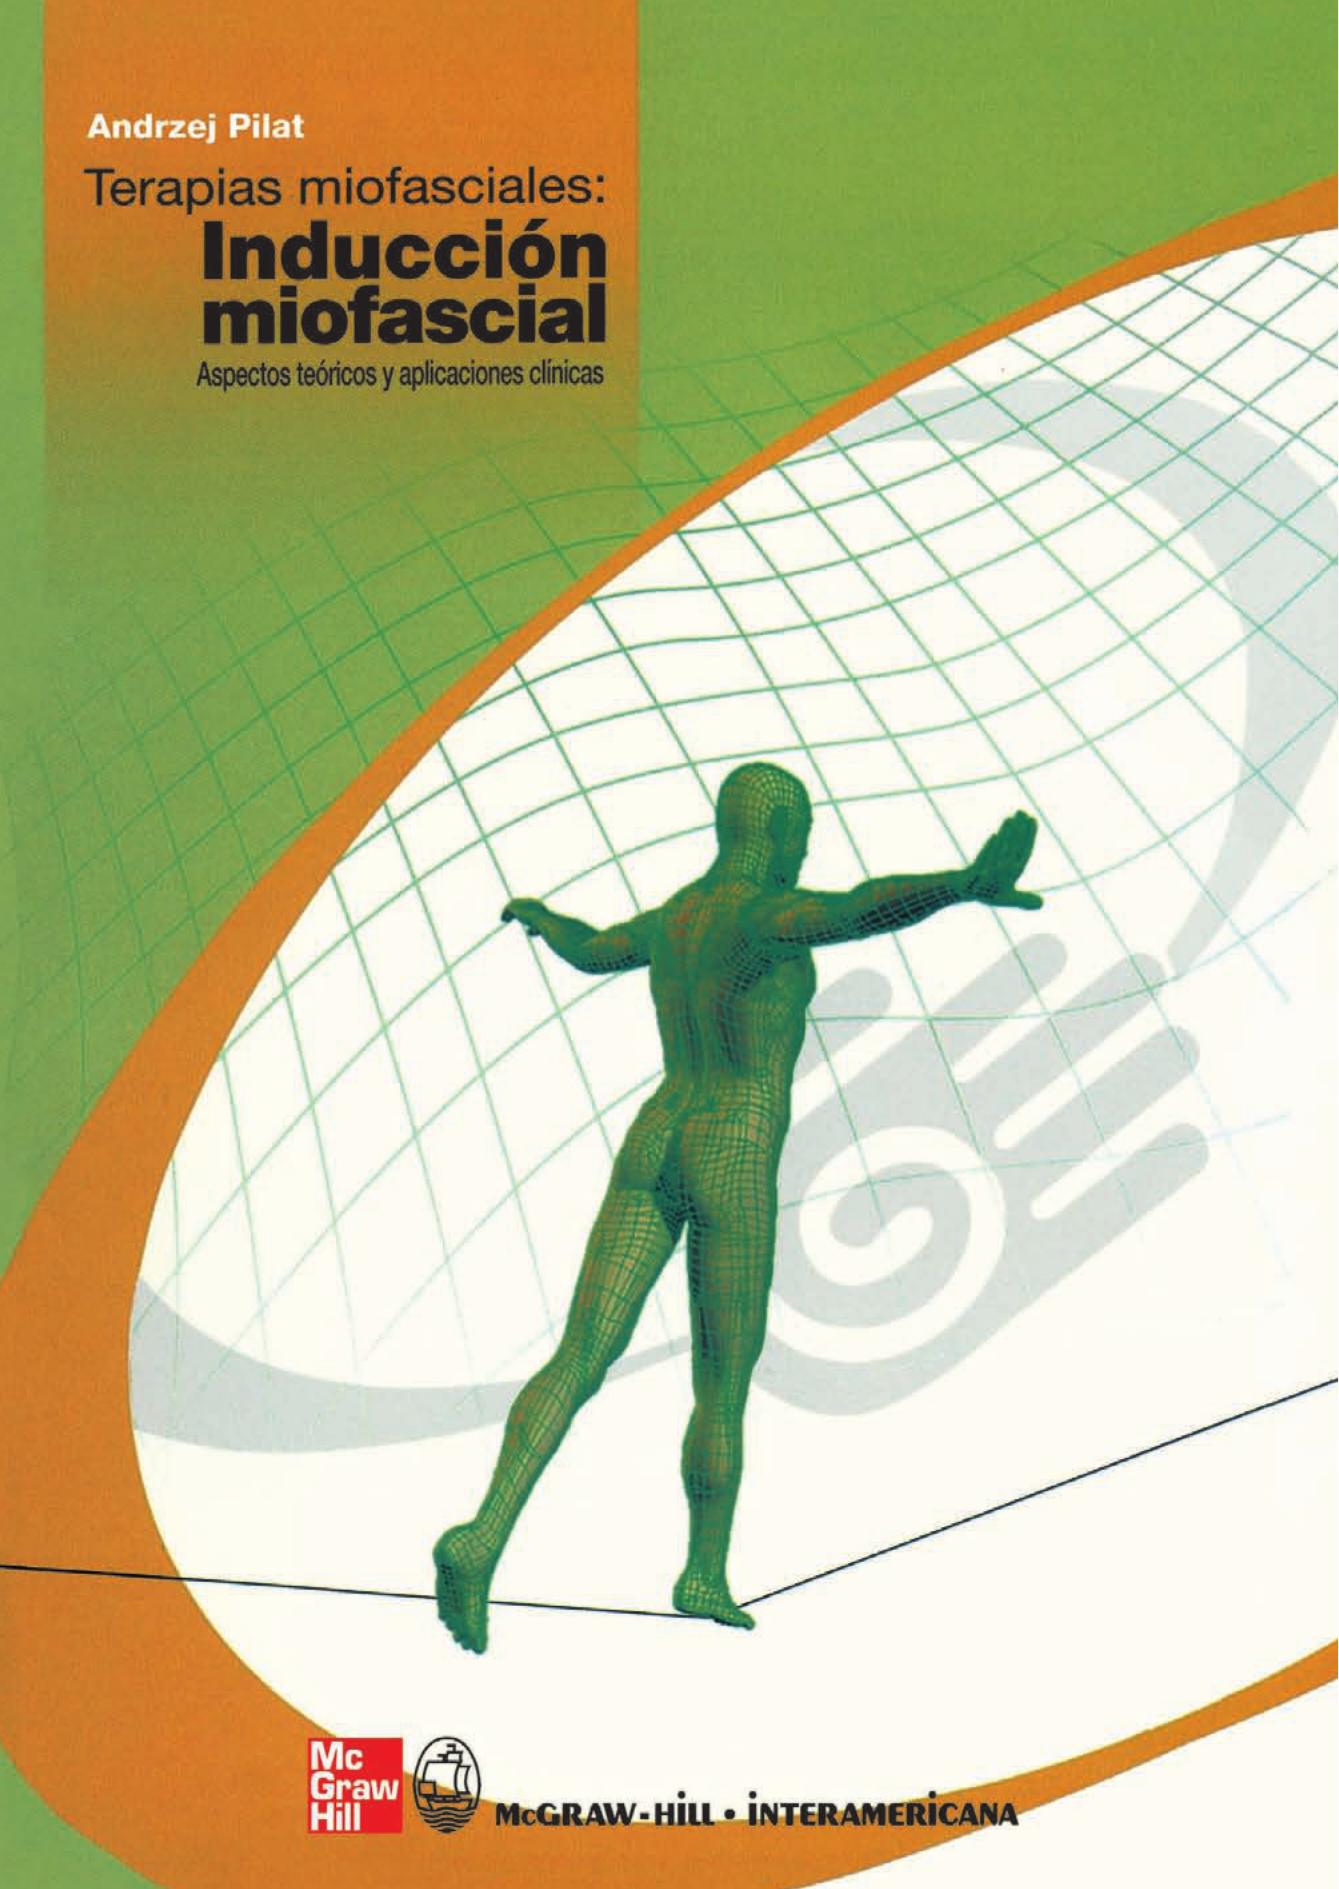 Andrzej Pilat
Terapias miofasciales:
Inducción
miofascial
Aspectos teóricos y aplicaciones clínicas
Mc
Graw
Hill
McGRAW-HiLL • iNTERAMERiCANA